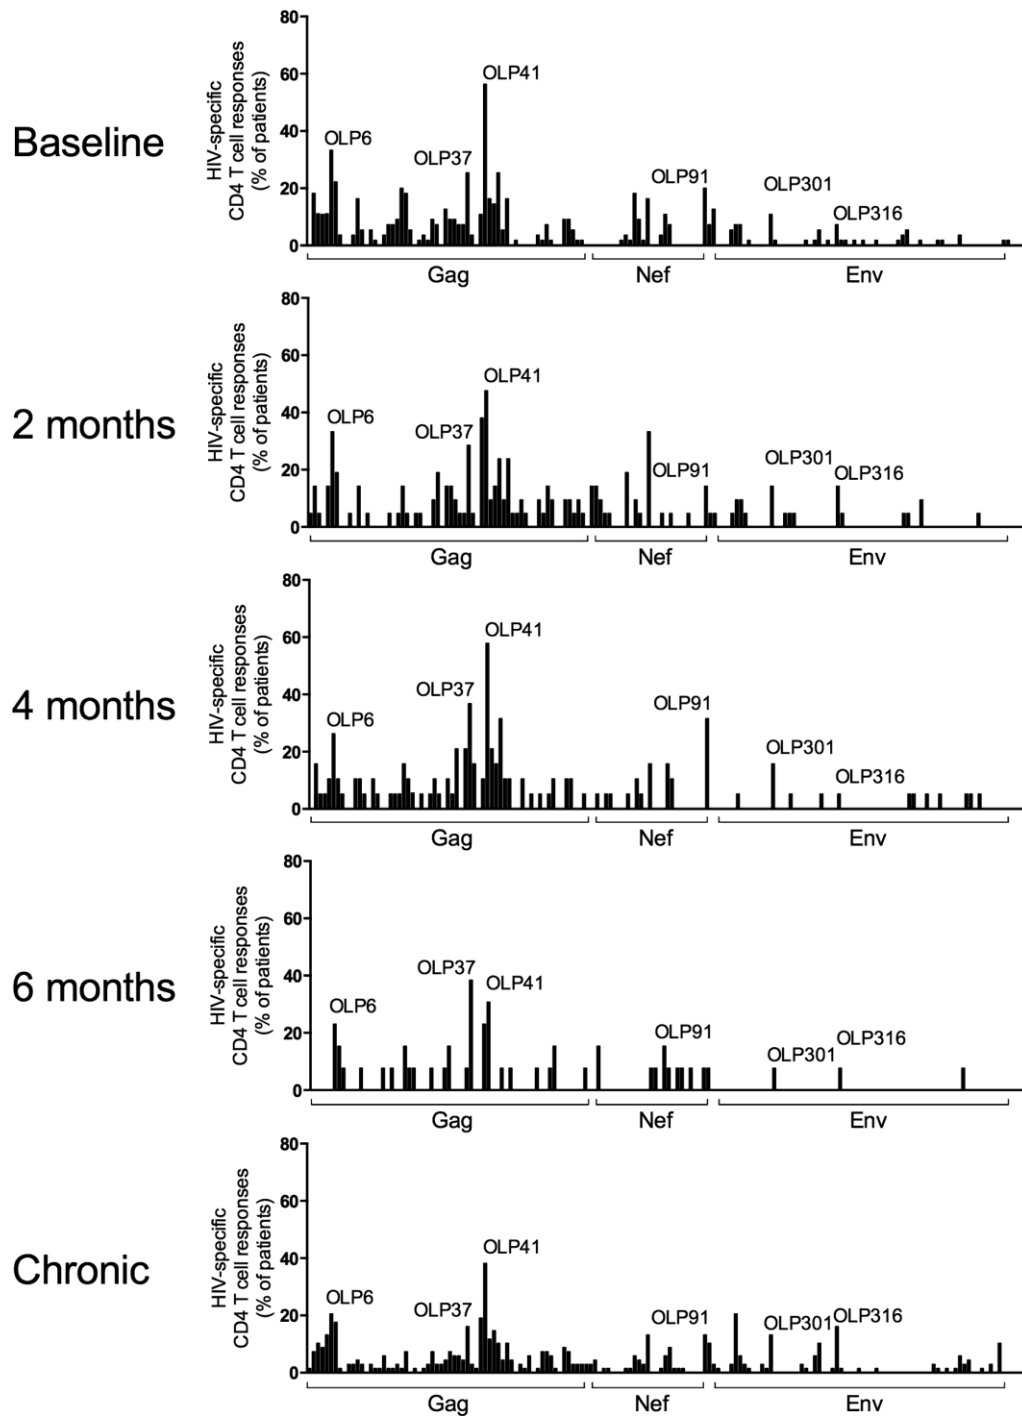 Baseline
HIV-specific
CD4 T cell responses
(% of patients)
80
60
40
20
0
OLP6
OLP37
OLP41
OLP91
OLP301
OLP316
Gag
Nef
Env
2 months
HIV-specific
CD4 T cell responses
(% of patients)
80
60
40
20
0
OLP6
OLP37
OLP41
OLP91
OLP301
OLP316
Gag
Nef
Env
4 months
HIV-specific
CD4 T cell responses
(% of patients)
80
60
40
20
0
OLP6
OLP37
OLP41
OLP91
OLP301
OLP316
Gag
Nef
Env
6 months
HIV-specific
CD4 T cell responses
(% of patients)
80
60
40
20
0
OLP6
OLP37
OLP41
OLP91
OLP301
OLP316
Gag
Nef
Env
Chronic
HIV-specific
CD4 T cell responses
(% of patients)
80
60
40
20
0
OLP6
OLP37
OLP41
OLP91
OLP301
OLP316
Gag
Nef
Env